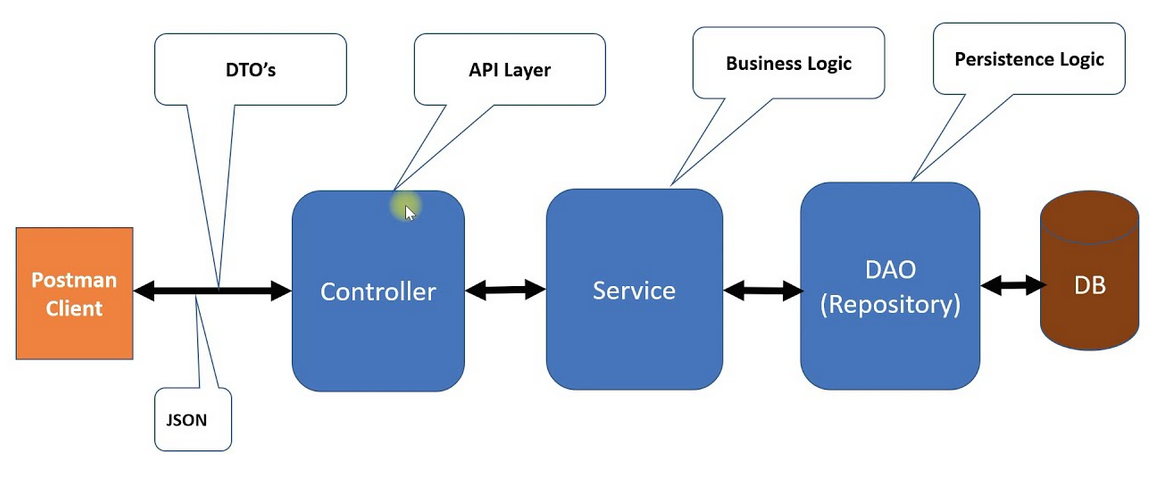 DTO’s
API Layer
Business Logic
Persistence Logic
Postman
Client
Controller
Service
DAO
(Repository)
DB
JSON